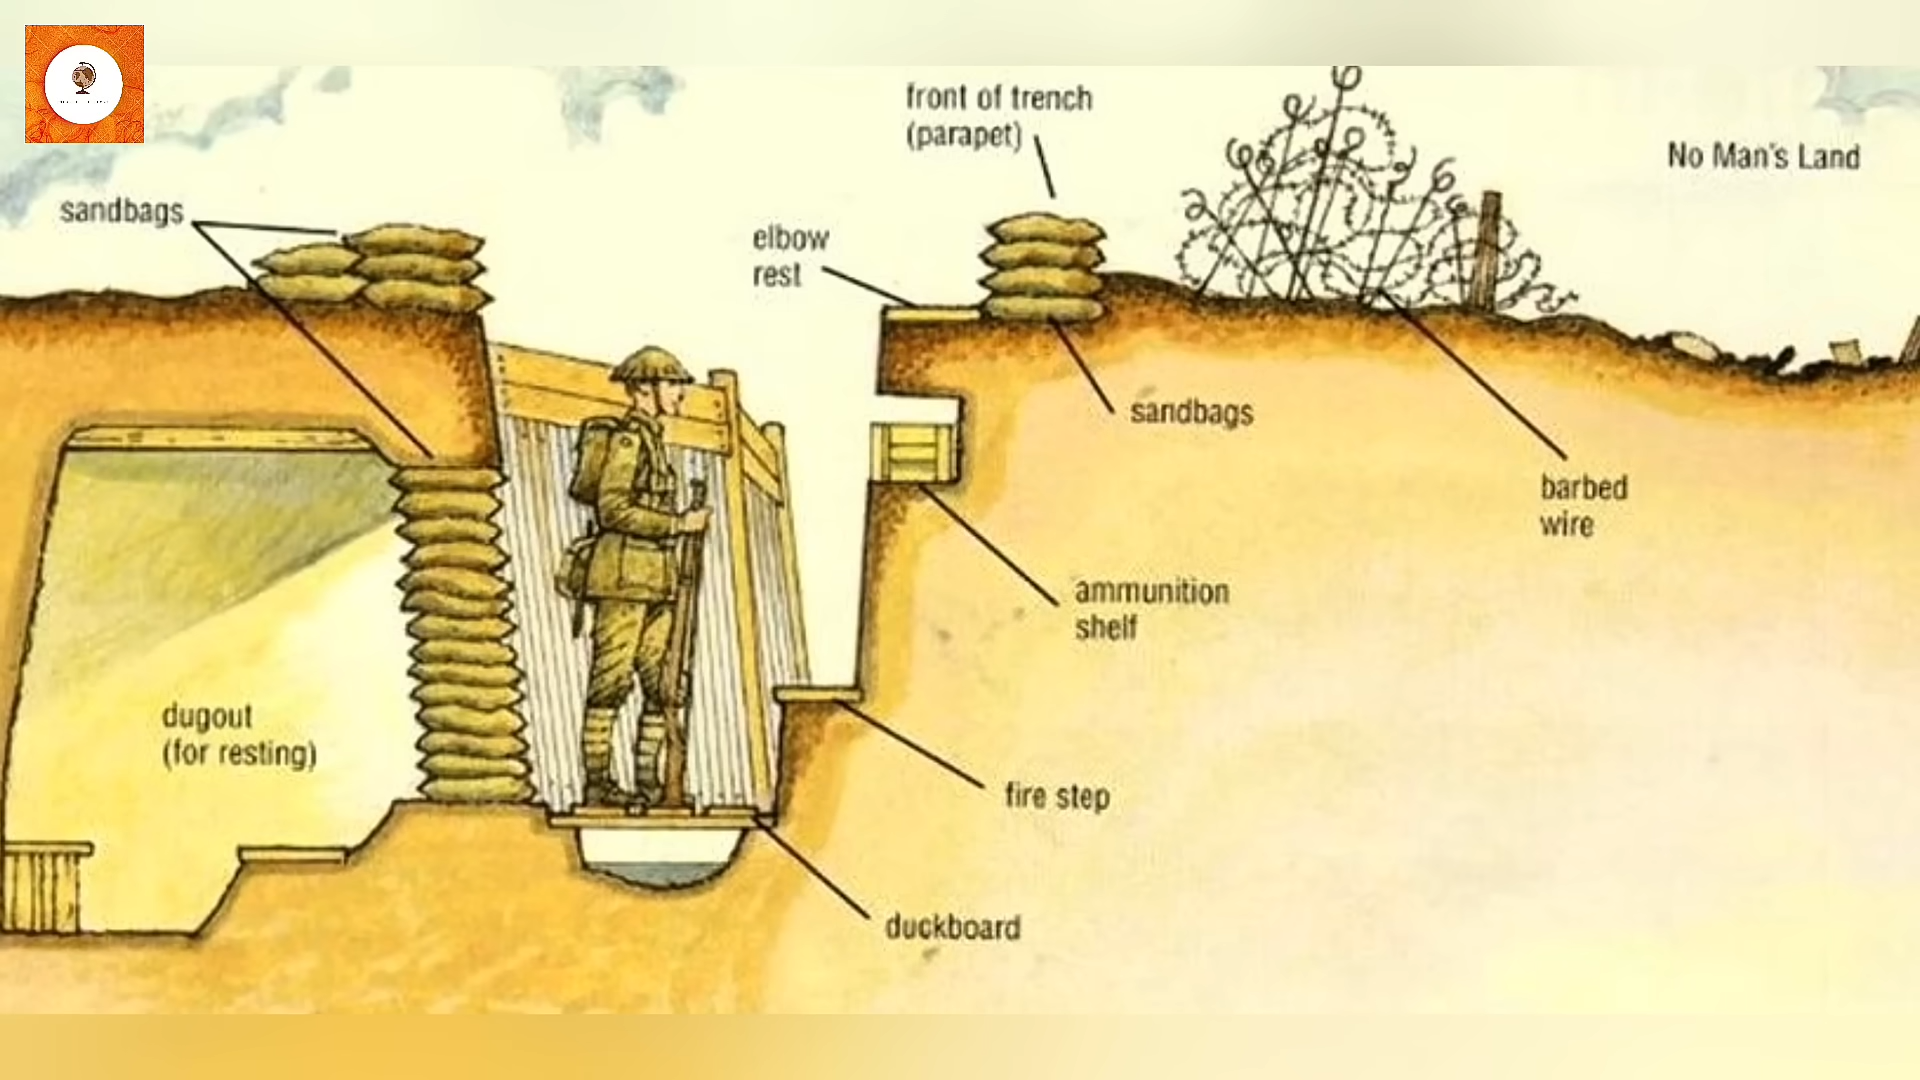 front of trench
(parapet)
No Man's Land
sandbags
elbow
rest
sandbags
barbed
wire
ammunition
shelf
dugout
(for resting)
fire step
duckboard